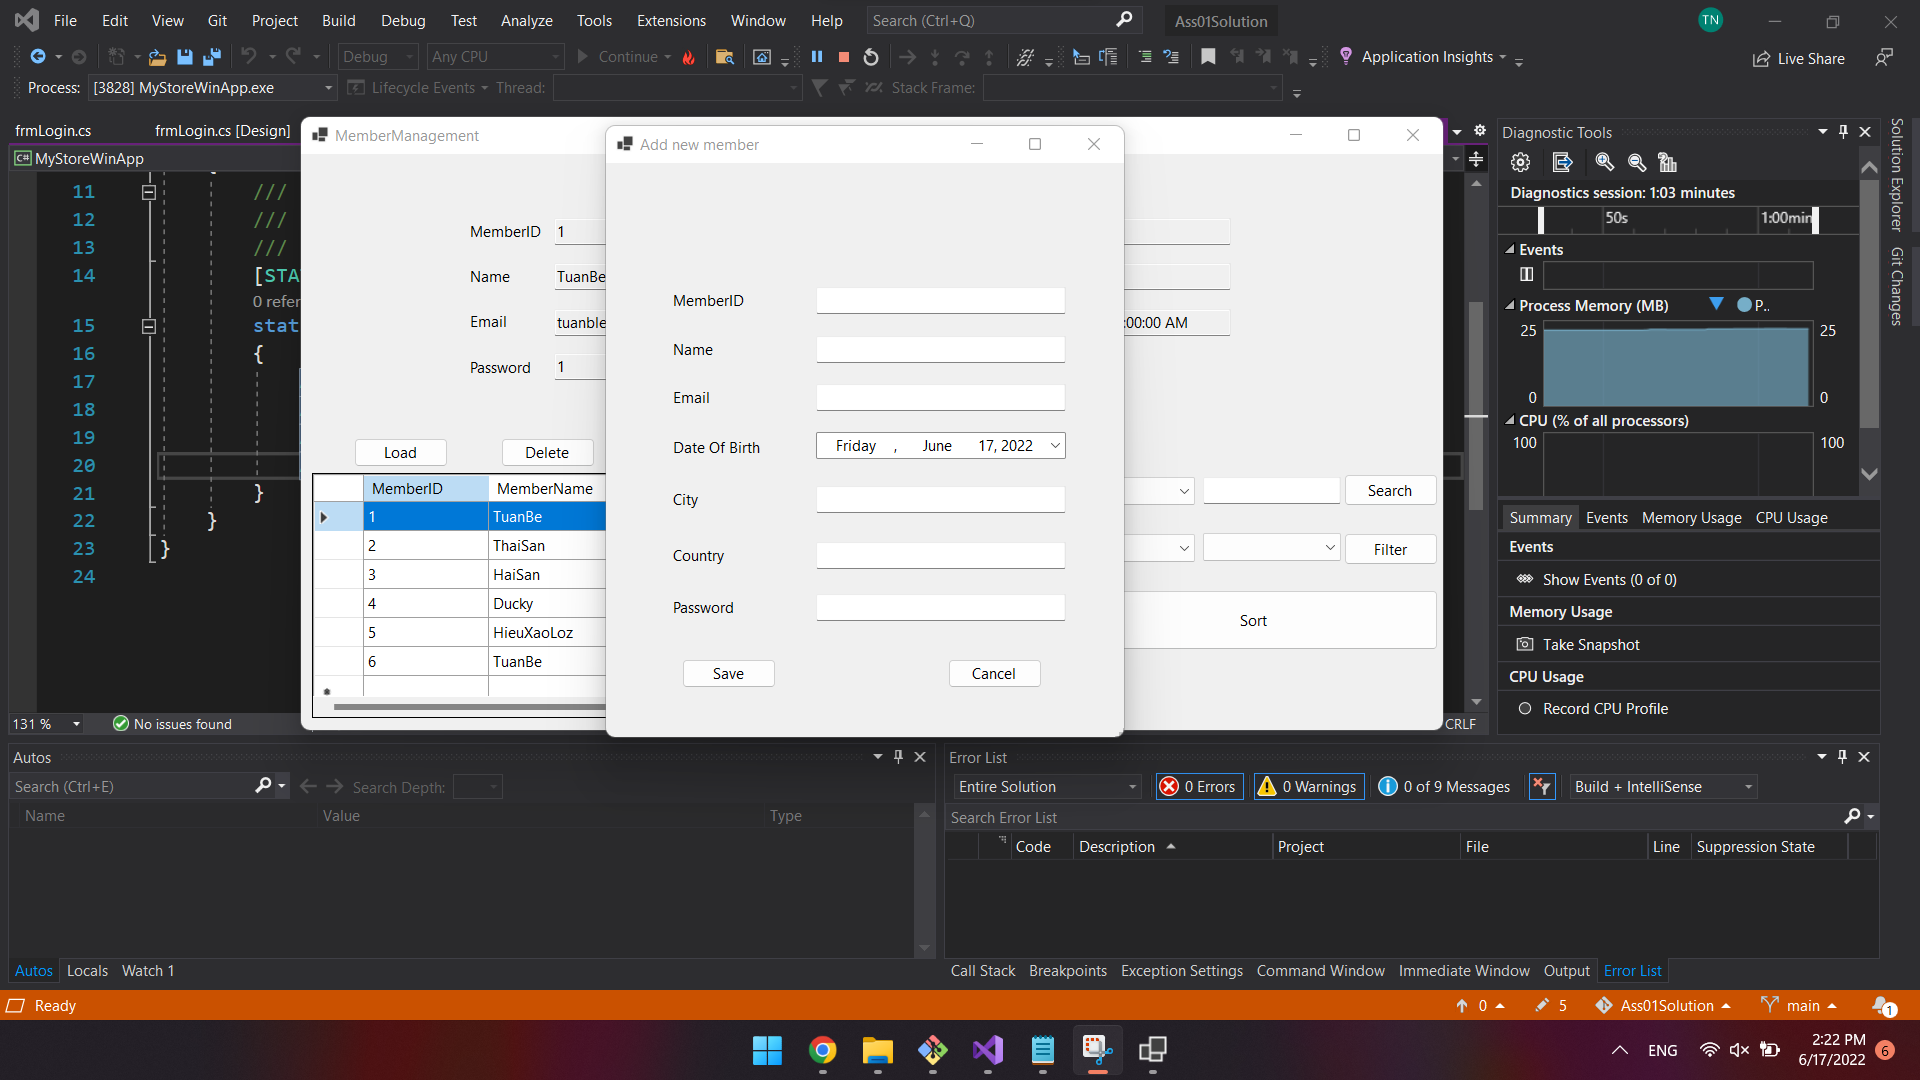 File Edit View Git Project Build Debug Test Analyze Tools Extensions Window Help Search (Ctrl+Q) Ass01Solution TN
Debug Any CPU Continue Application Insights Live Share
Process: [3828] MyStoreWinApp.exe Lifecycle Events Thread: Stack Frame:
frmLogin.cs frmLogin.cs [Design]
C# MyStoreWinApp
11 ///
12 ///
13 ///
14 [STA
0 refer
15 stat
16 {
17
18
19
20
21 }
22 }
23 }
24
131 % No issues found CRLF
MemberManagement
MemberID 1
Name TuanBe
Email tuanble :00:00 AM
Password 1
Load Delete
MemberID MemberName
1 TuanBe
2 ThaiSan
3 HaiSan
4 Ducky
5 HieuXaoLoz
6 TuanBe
Search
Filter
Sort
Add new member
MemberID
Name
Email
Date Of Birth Friday , June 17, 2022
City
Country
Password
Save Cancel
Diagnostic Tools
Diagnostics session: 1:03 minutes
50s 1:00min
Events
Process Memory (MB) P..
25 25
0 0
CPU (% of all processors)
100 100
Summary Events Memory Usage CPU Usage
Events
Show Events (0 of 0)
Memory Usage
Take Snapshot
CPU Usage
Record CPU Profile
Solution Explorer
Git Changes
Autos
Search (Ctrl+E) Search Depth:
Name Value Type
Autos Locals Watch 1
Error List
Entire Solution 0 Errors 0 Warnings 0 of 9 Messages Build + IntelliSense
Search Error List
Code Description Project File Line Suppression State
Call Stack Breakpoints Exception Settings Command Window Immediate Window Output Error List
Ready 0 5 Ass01Solution main 1
ENG 2:22 PM 6
6/17/2022